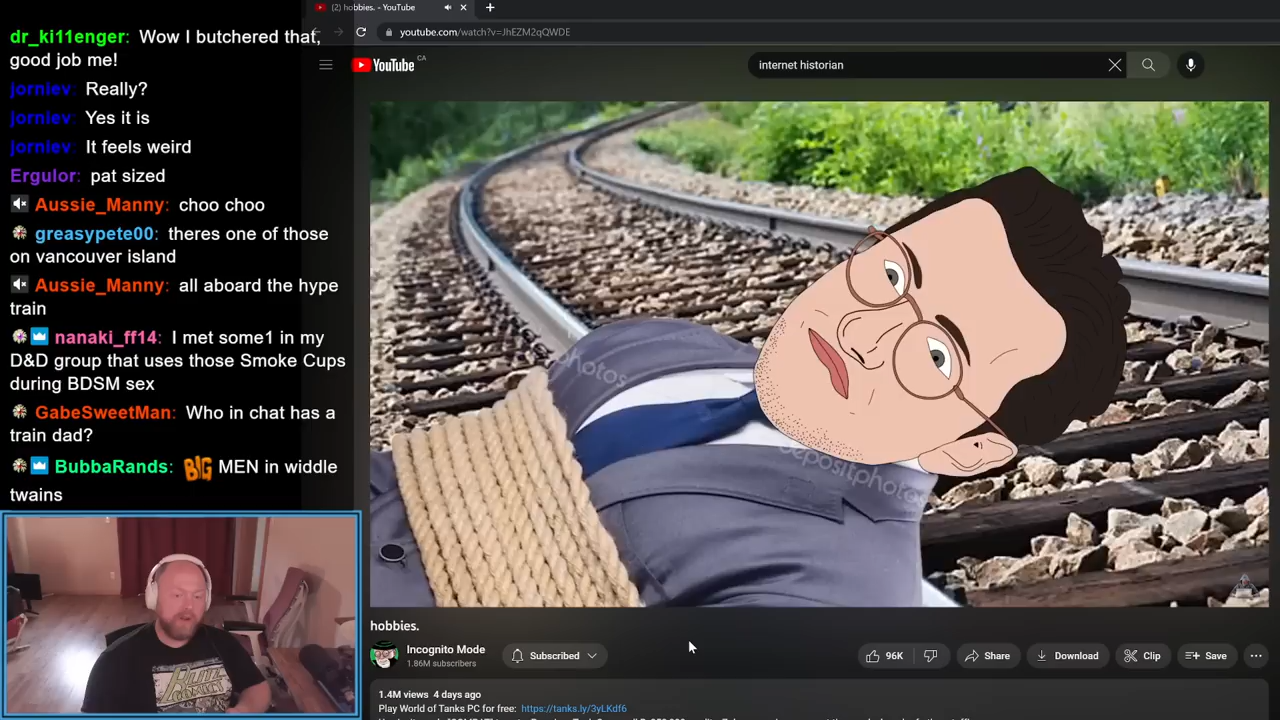 dr_ki11enger: Wow I butchered that,
good job me!
jorniev: Really?
jorniev: Yes it is
jorniev: It feels weird
Ergulor: pat sized
Aussie_Manny: choo choo
greasypete00: theres one of those
on vancouver island
Aussie_Manny: all aboard the hype
train
nanaki_ff14: I met some1 in my
D&D group that uses those Smoke Cups
during BDSM sex
GabeSweetMan: Who in chat has a
train dad?
BubbaRands: BIG MEN in widdle
twains
(2) hobbies. - YouTube
youtube.com/watch?v=JhEZM2qQWDE
YouTube CA
internet historian
photos
depositphotos
hobbies.
Incognito Mode
1.86M subscribers
Subscribed
96K
Share
Download
Clip
Save
1.4M views 4 days ago
Play World of Tanks PC for free: https://tanks.ly/3yLKdf6